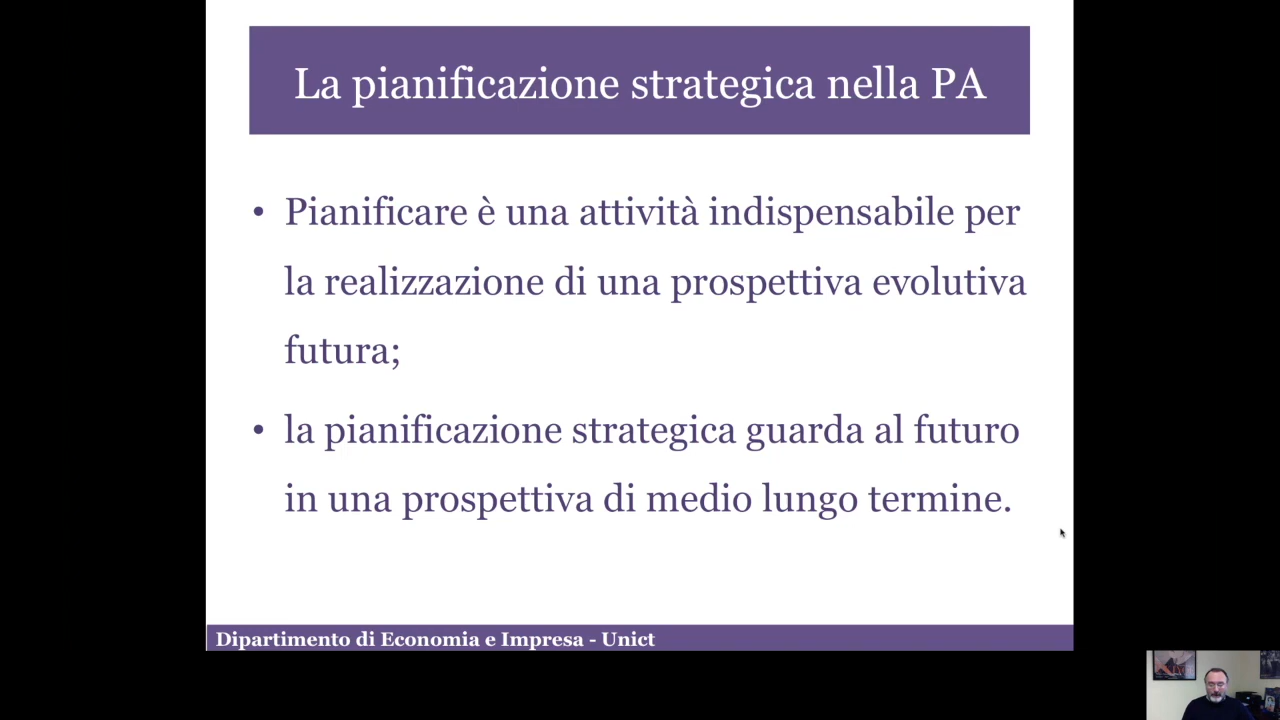 La pianificazione strategica nella PA
• Pianificare è una attività indispensabile per
la realizzazione di una prospettiva evolutiva
futura;
• la pianificazione strategica guarda al futuro
in una prospettiva di medio lungo termine.
Dipartimento di Economia e Impresa - Unict